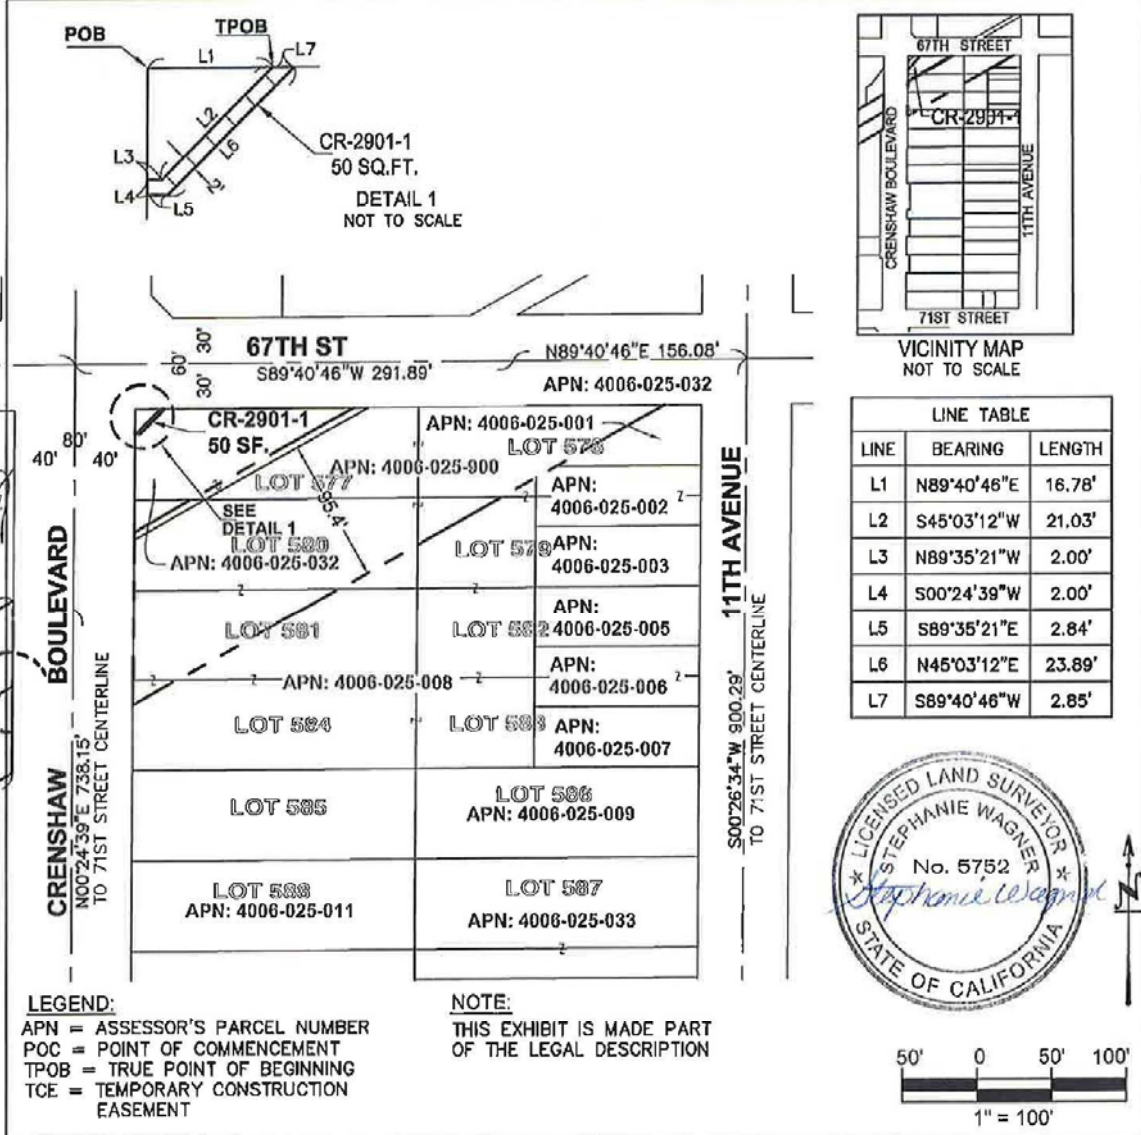 POB
TPOB
L1
L7
L2
L6
L3
L4
L5
2'
CR-2901-1
50 SQ.FT.
DETAIL 1
NOT TO SCALE
67TH STREET
CR-2901-1
CRENSHAW BOULEVARD
11TH AVENUE
71ST STREET
VICINITY MAP
NOT TO SCALE
60'
30'
30'
67TH ST
S89°40'46"W 291.89'
N89°40'46"E 156.08'
APN: 4006-025-032
CR-2901-1
50 SF.
APN: 4006-025-001
LOT 578
APN: 4006-025-900
LOT 577
95.4'
40'
80'
40'
SEE
DETAIL 1
LOT 580
APN: 4006-025-032
APN:
4006-025-002
LOT 579
APN:
4006-025-003
LOT 581
LOT 582
APN:
4006-025-005
APN: 4006-025-008
APN:
4006-025-006
LOT 584
LOT 583
APN:
4006-025-007
LOT 585
LOT 586
APN: 4006-025-009
LOT 588
APN: 4006-025-011
LOT 587
APN: 4006-025-033
CRENSHAW BOULEVARD
N00°24'39"E 738.15'
TO 71ST STREET CENTERLINE
11TH AVENUE
S00°26'34"W 900.29'
TO 71ST STREET CENTERLINE
LINE TABLE
LINE BEARING LENGTH
L1 N89°40'46"E 16.78'
L2 S45°03'12"W 21.03'
L3 N89°35'21"W 2.00'
L4 S00°24'39"W 2.00'
L5 S89°35'21"E 2.84'
L6 N45°03'12"E 23.89'
L7 S89°40'46"W 2.85'
LICENSED LAND SURVEYOR
STEPHANIE WAGNER
No. 5752
Stephanie Wagner
STATE OF CALIFORNIA
N
LEGEND:
APN = ASSESSOR'S PARCEL NUMBER
POC = POINT OF COMMENCEMENT
TPOB = TRUE POINT OF BEGINNING
TCE = TEMPORARY CONSTRUCTION
EASEMENT
NOTE:
THIS EXHIBIT IS MADE PART
OF THE LEGAL DESCRIPTION
50' 0 50' 100'
1" = 100'